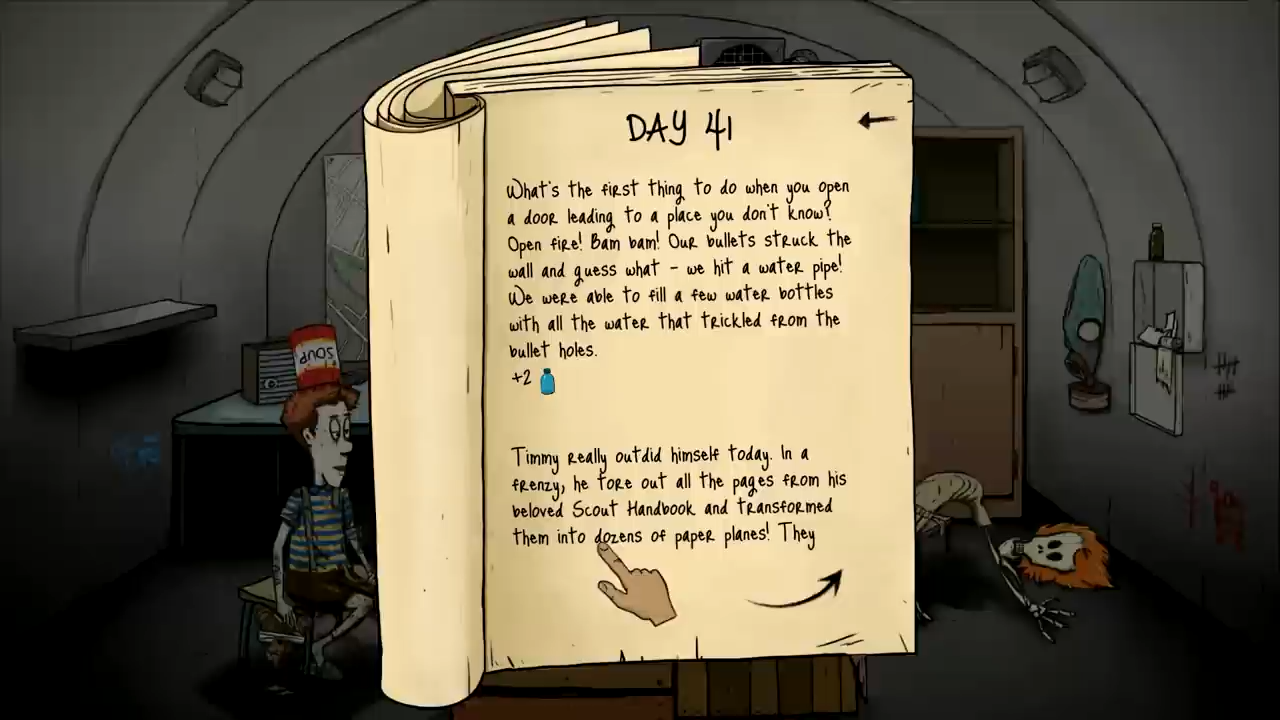 DAY 41
What's the first thing to do when you open
a door leading to a place you don't know?
Open fire! Bam bam! Our bullets struck the
wall and guess what - we hit a water pipe!
We were able to fill a few water bottles
with all the water that trickled from the
bullet holes.
+2
Timmy really outdid himself today. In a
frenzy, he tore out all the pages from his
beloved Scout Handbook and transformed
them into dozens of paper planes! They
SOUP